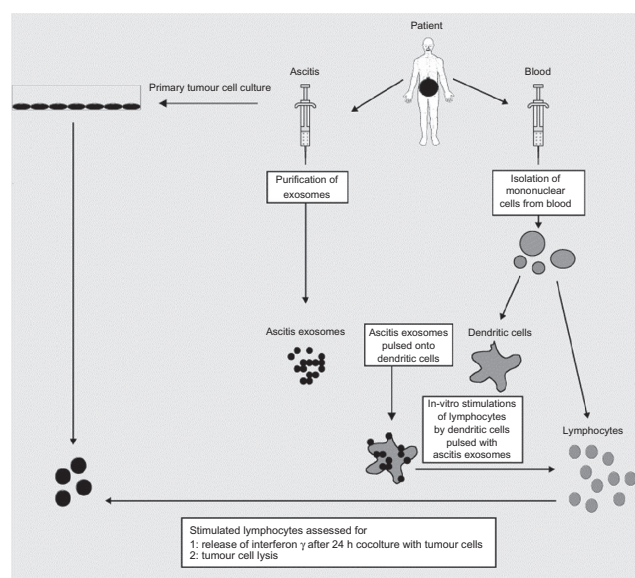 Patient
Ascitis
Blood
Primary tumour cell culture
Purification of
exosomes
Isolation of
mononuclear
cells from blood
Ascitis exosomes
Ascitis exosomes
pulsed onto
dendritic cells
Dendritic cells
In-vitro stimulations
of lymphocytes
by dendritic cells
pulsed with
ascitis exosomes
Lymphocytes
Stimulated lymphocytes assessed for
1: release of interferon γ after 24 h coculture with tumour cells
2: tumour cell lysis